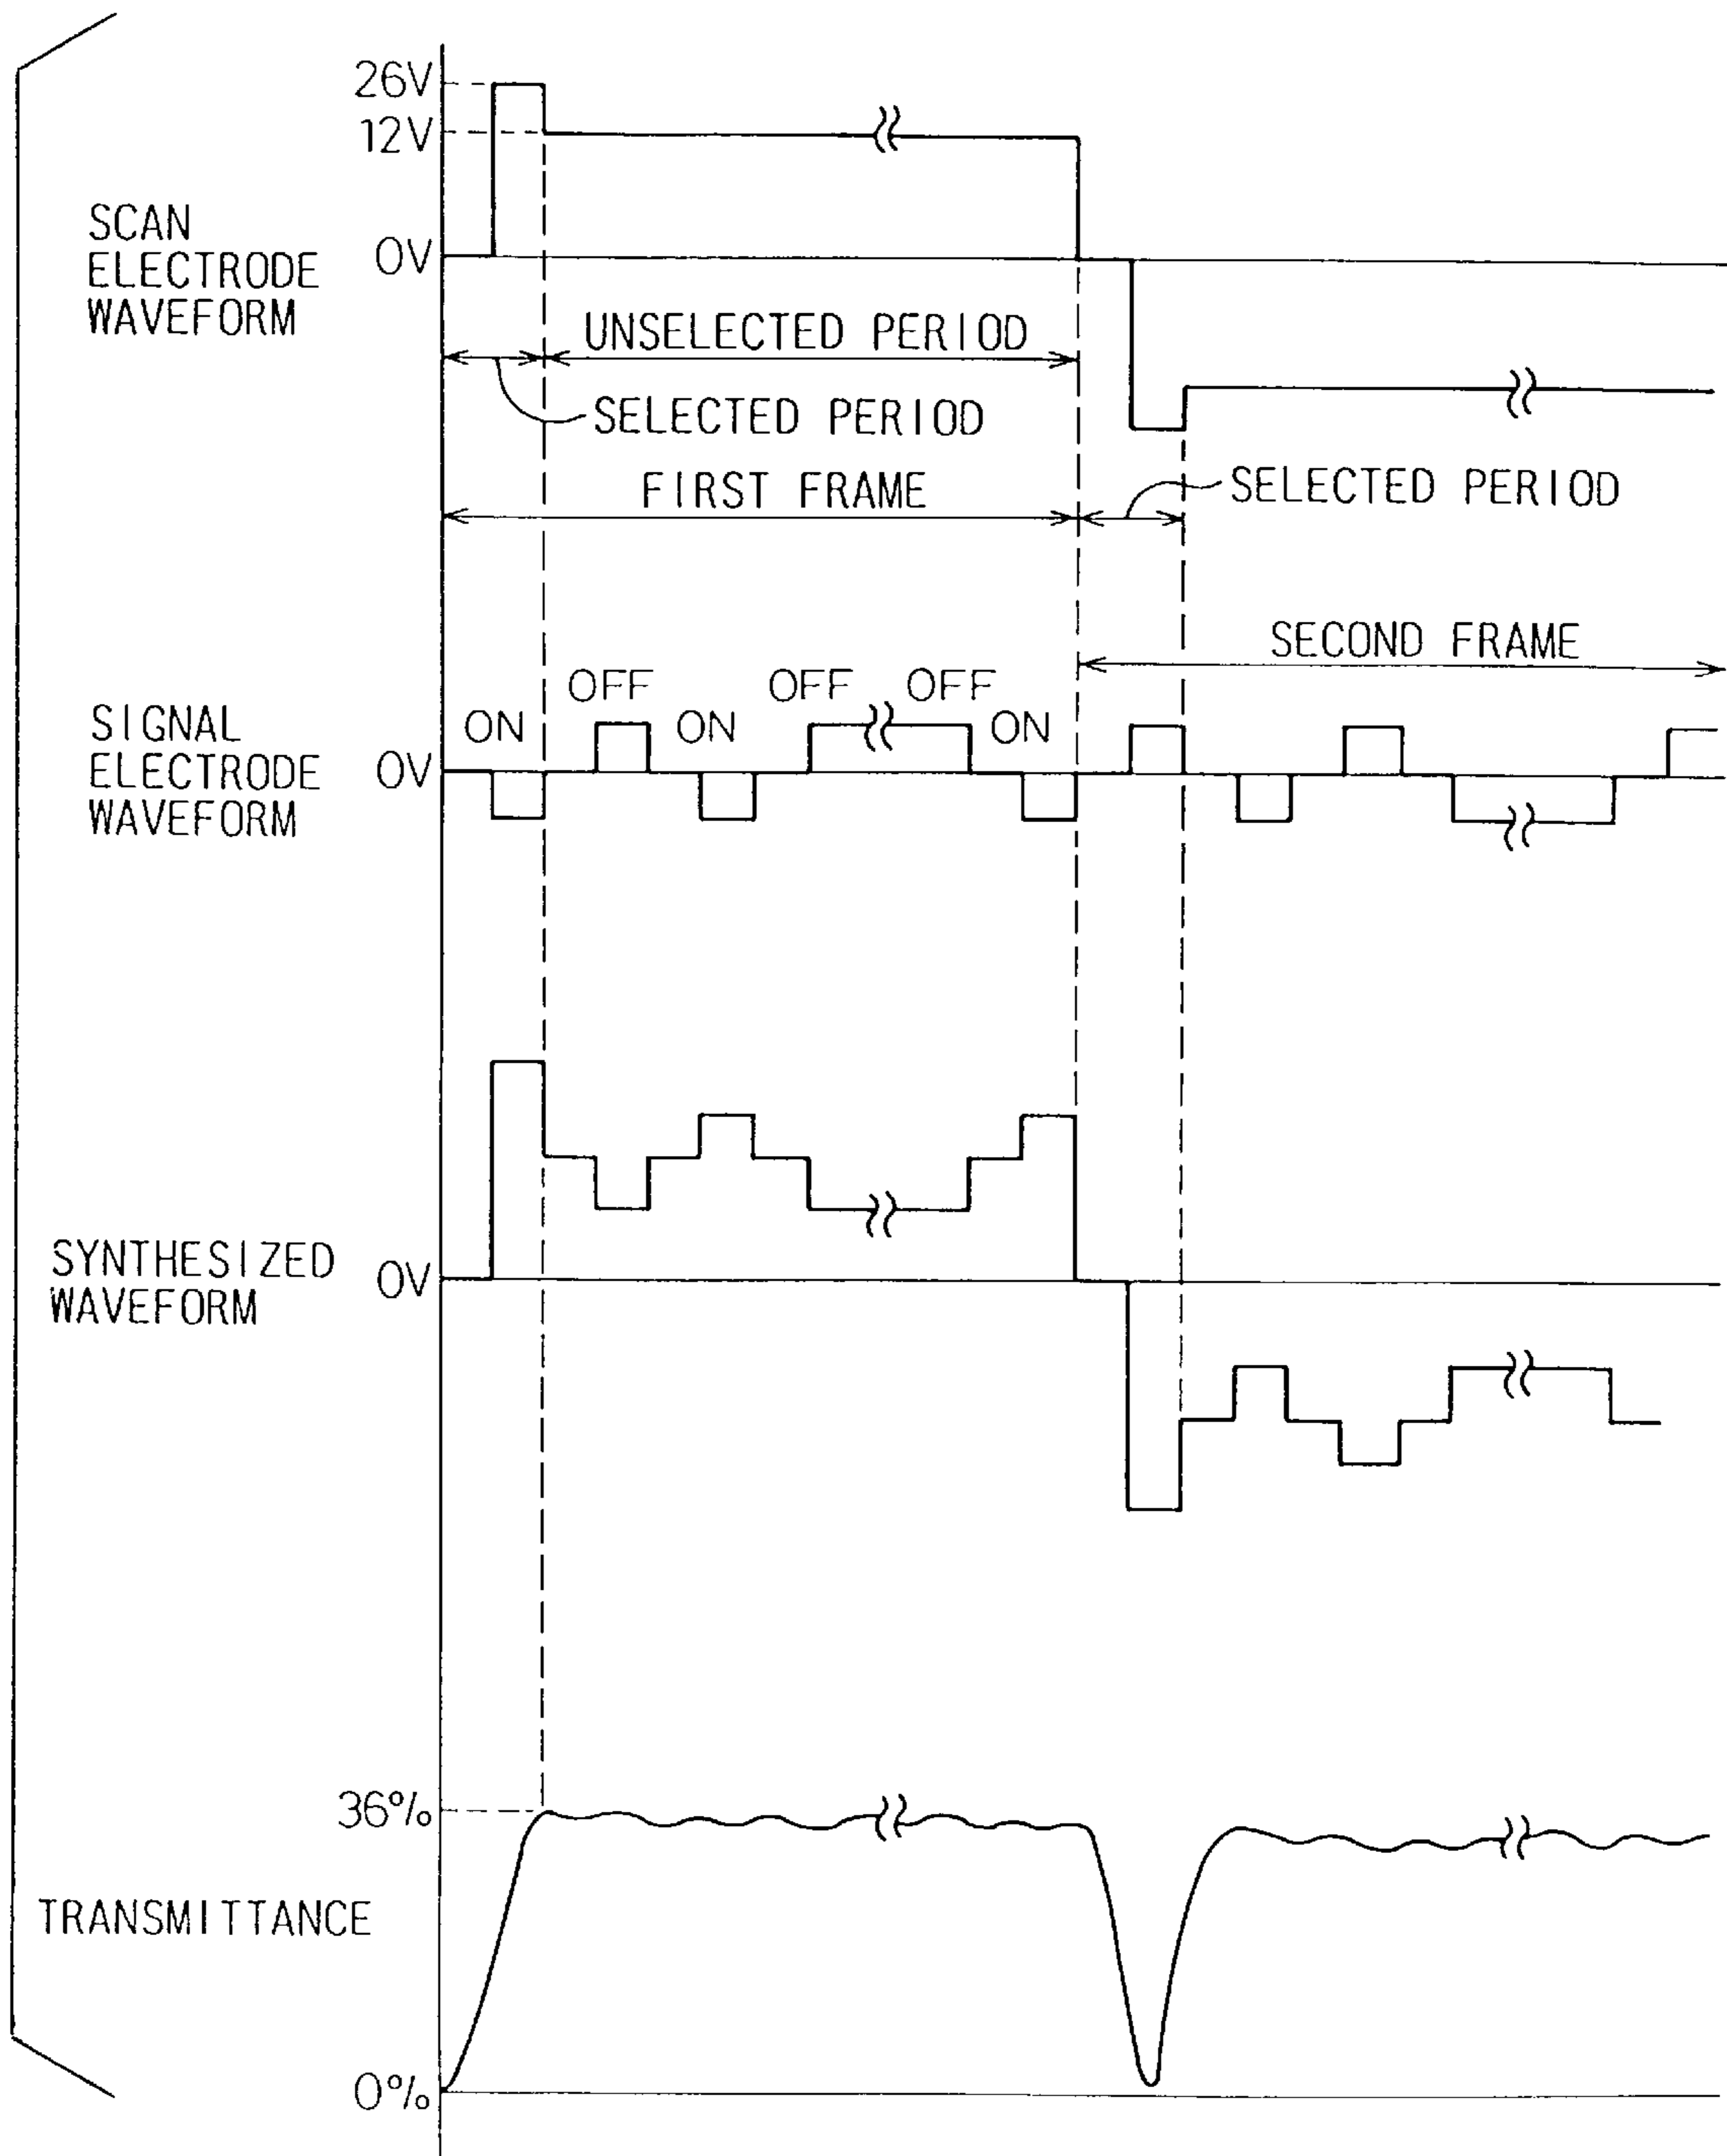 26V
12V
SCAN
ELECTRODE
WAVEFORM
0V
UNSELECTED PERIOD
SELECTED PERIOD
FIRST FRAME
SELECTED PERIOD
SECOND FRAME
OFF OFF OFF
ON ON ON
SIGNAL
ELECTRODE
WAVEFORM
0V
SYNTHESIZED
WAVEFORM
0V
36%
TRANSMITTANCE
0%